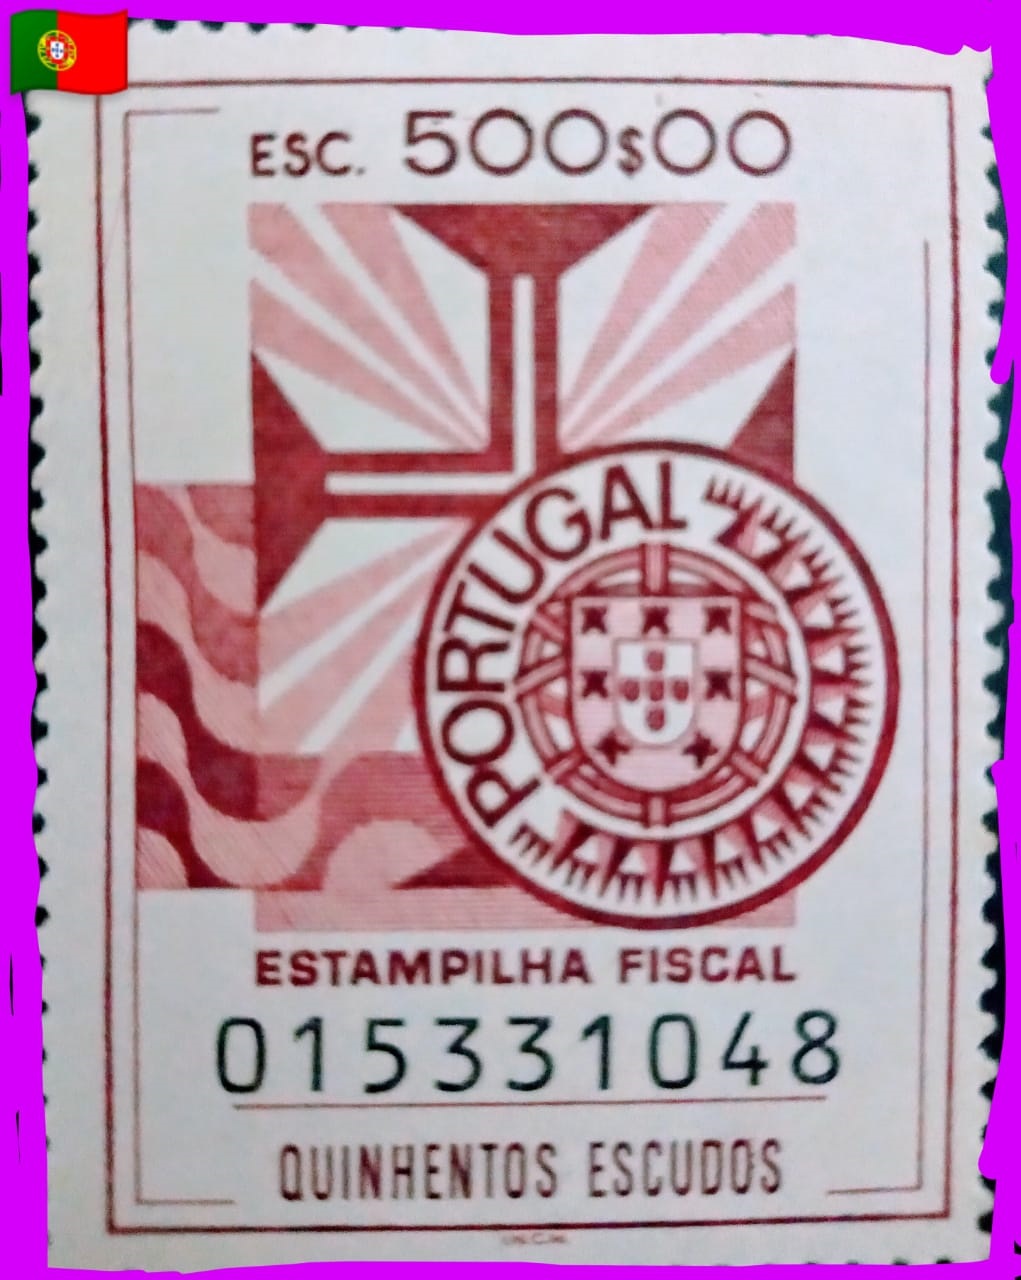 ESC. 500$00
PORTUGAL
ESTAMPILHA FISCAL
015331048
QUINHENTOS ESCUDOS